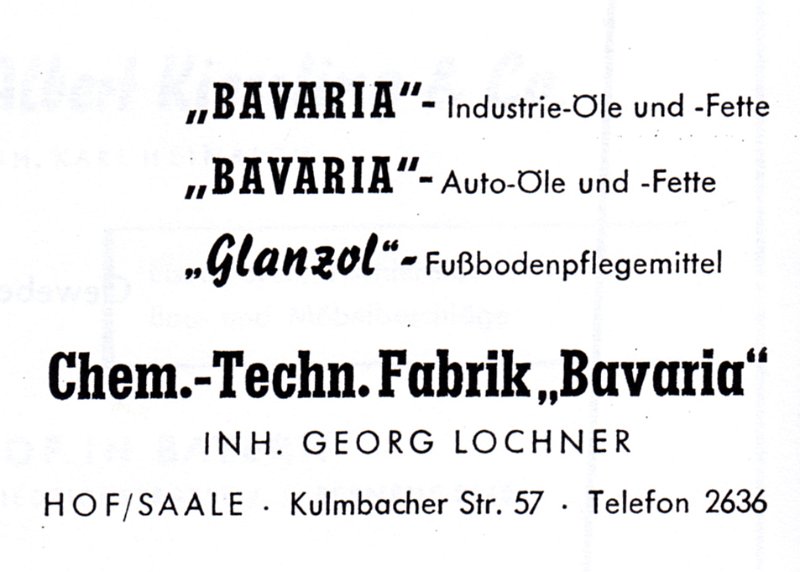 „BAVARIA“- Industrie-Öle und -Fette
„BAVARIA“- Auto-Öle und -Fette
„Glanzol“- Fußbodenpflegemittel
Chem.-Techn. Fabrik „Bavaria“
INH. GEORG LOCHNER
HOF/SAALE · Kulmbacher Str. 57 · Telefon 2636